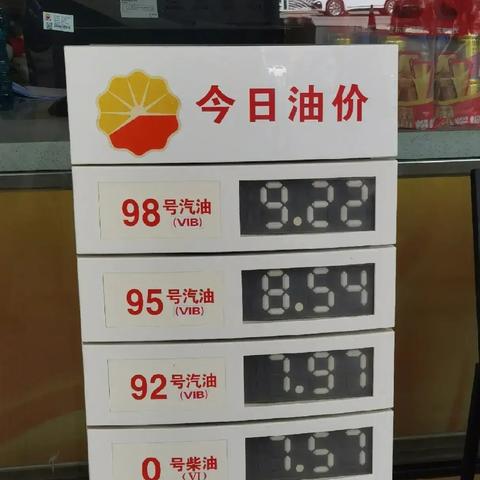 今日油价
98号汽油
(VIB)
9.22
95号汽油
(VIB)
8.54
92号汽油
(VIB)
7.97
0号柴油
(VI)
7.57